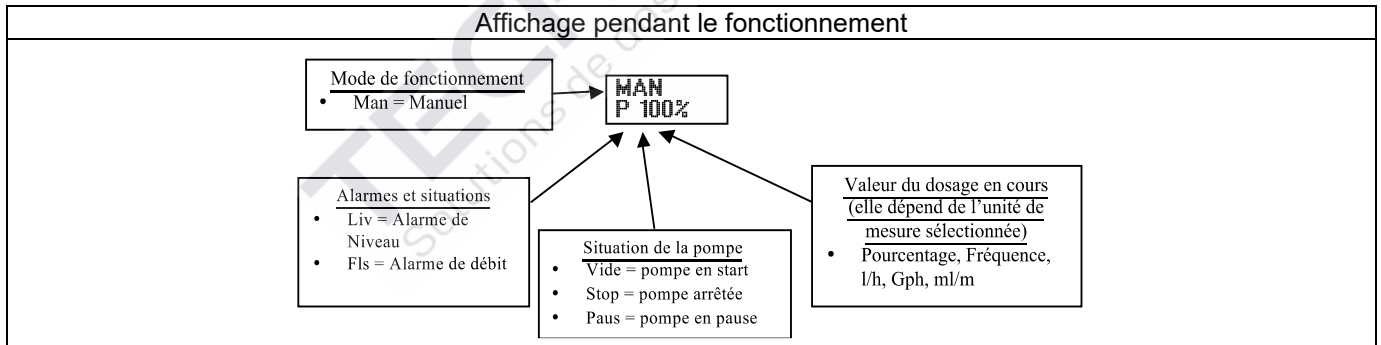 Affichage pendant le fonctionnement
Mode de fonctionnement
• Man = Manuel
MAN
P 100%
Alarmes et situations
• Liv = Alarme de
Niveau
• Fls = Alarme de débit
Situation de la pompe
• Vide = pompe en start
• Stop = pompe arrêtée
• Paus = pompe en pause
Valeur du dosage en cours
(elle dépend de l'unité de
mesure sélectionnée)
• Pourcentage, Fréquence,
l/h, Gph, ml/m